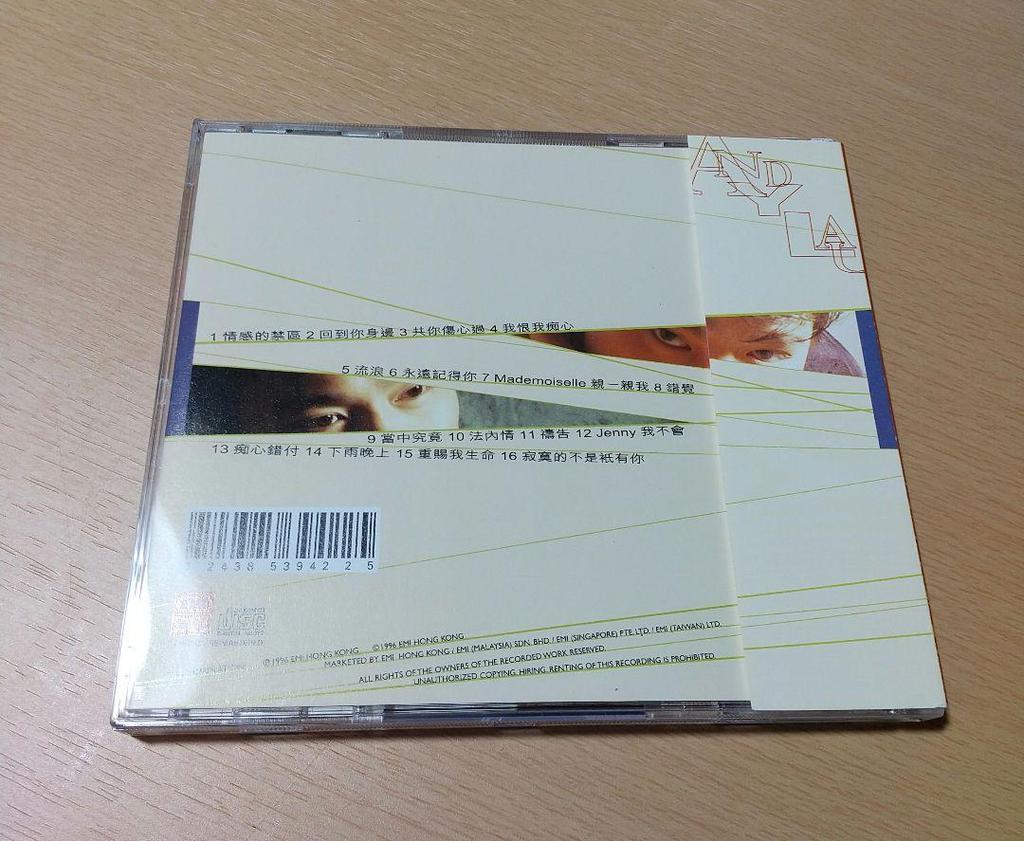 ANDY
LAU
1 情感的禁區 2 回到你身邊 3 共你傷心過 4 我恨我痴心
5 流浪 6 永遠記得你 7 Mademoiselle 親一親我 8 錯覺
9 當中究竟 10 法內情 11 禱告 12 Jenny 我不會
13 痴心錯付 14 下雨晚上 15 重賜我生命 16 寂寞的不是衹有你
2438 53942 25
disc
℗1996 EMI HONG KONG ©1996 EMI HONG KONG
MARKETED BY EMI HONG KONG / EMI (MALAYSIA) SDN. BHD. / EMI (SINGAPORE) PTE. LTD. / EMI (TAIWAN) LTD.
ALL RIGHTS OF THE OWNERS OF THE RECORDED WORK RESERVED.
UNAUTHORIZED COPYING. HIRING. RENTING OF THIS RECORDING IS PROHIBITED.